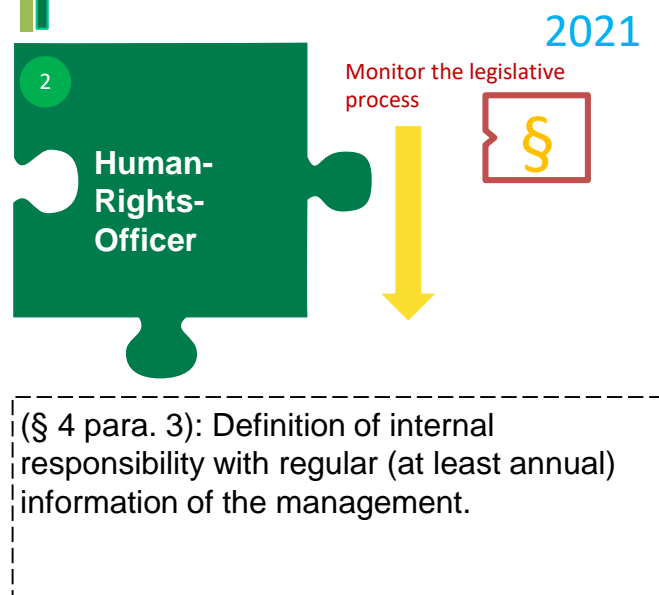 2021
2
Monitor the legislative
process
§
Human-
Rights-
Officer
(§ 4 para. 3): Definition of internal
responsibility with regular (at least annual)
information of the management.